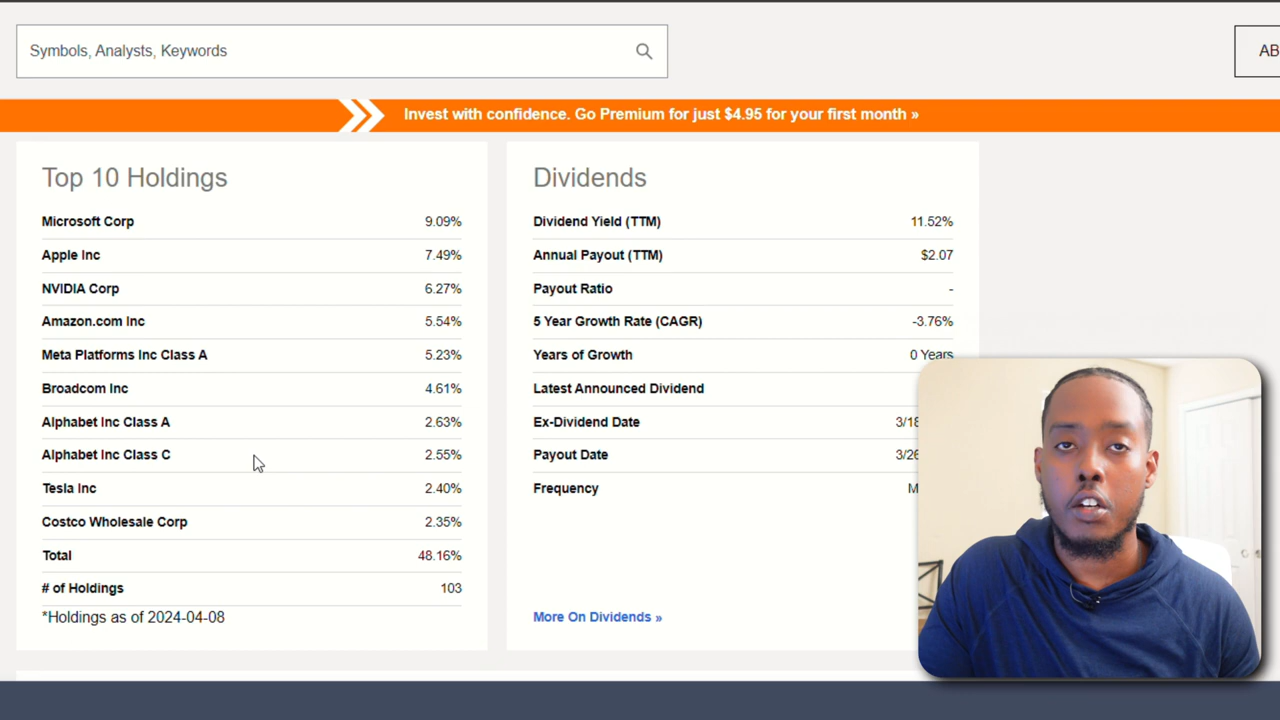 Symbols, Analysts, Keywords
AB
Invest with confidence. Go Premium for just $4.95 for your first month »
Top 10 Holdings
Microsoft Corp 9.09%
Apple Inc 7.49%
NVIDIA Corp 6.27%
Amazon.com Inc 5.54%
Meta Platforms Inc Class A 5.23%
Broadcom Inc 4.61%
Alphabet Inc Class A 2.63%
Alphabet Inc Class C 2.55%
Tesla Inc 2.40%
Costco Wholesale Corp 2.35%
Total 48.16%
# of Holdings 103
*Holdings as of 2024-04-08
Dividends
Dividend Yield (TTM) 11.52%
Annual Payout (TTM) $2.07
Payout Ratio -
5 Year Growth Rate (CAGR) -3.76%
Years of Growth 0 Years
Latest Announced Dividend
Ex-Dividend Date 3/18
Payout Date 3/26
Frequency M
More On Dividends »